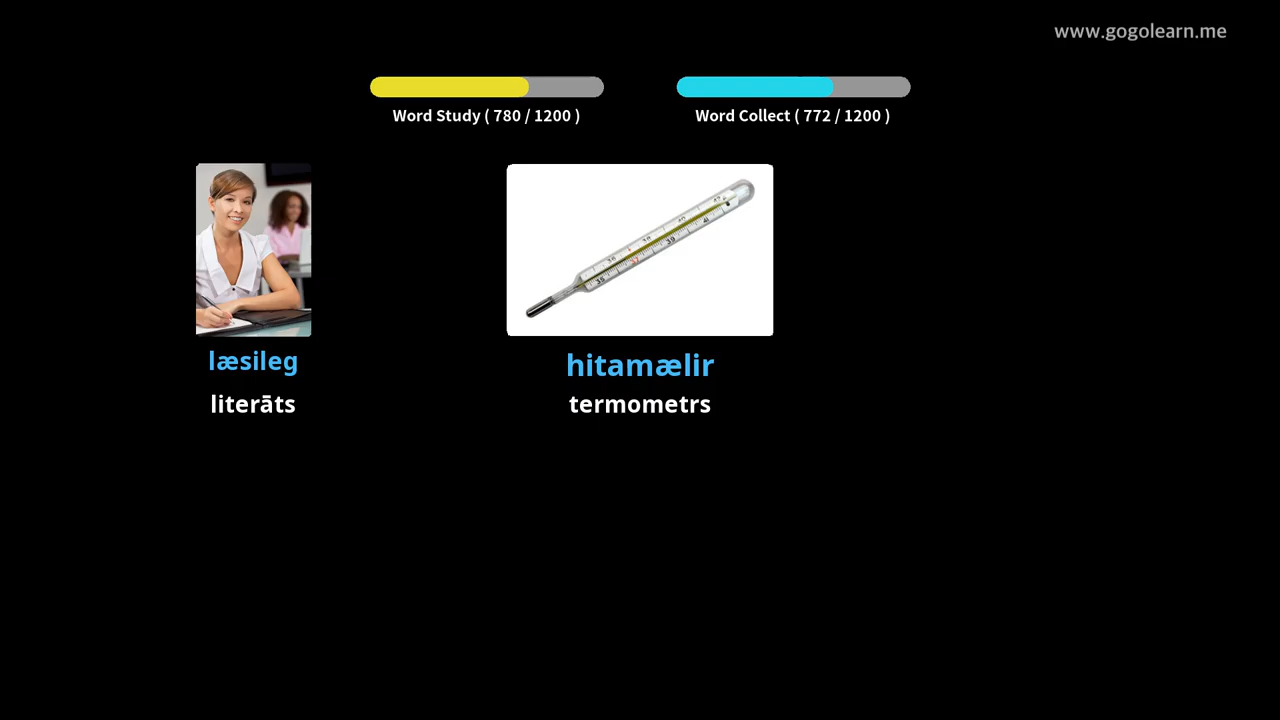 www.gogolearn.me
Word Study ( 780 / 1200 )
Word Collect ( 772 / 1200 )
læsileg
literāts
hitamælir
termometrs